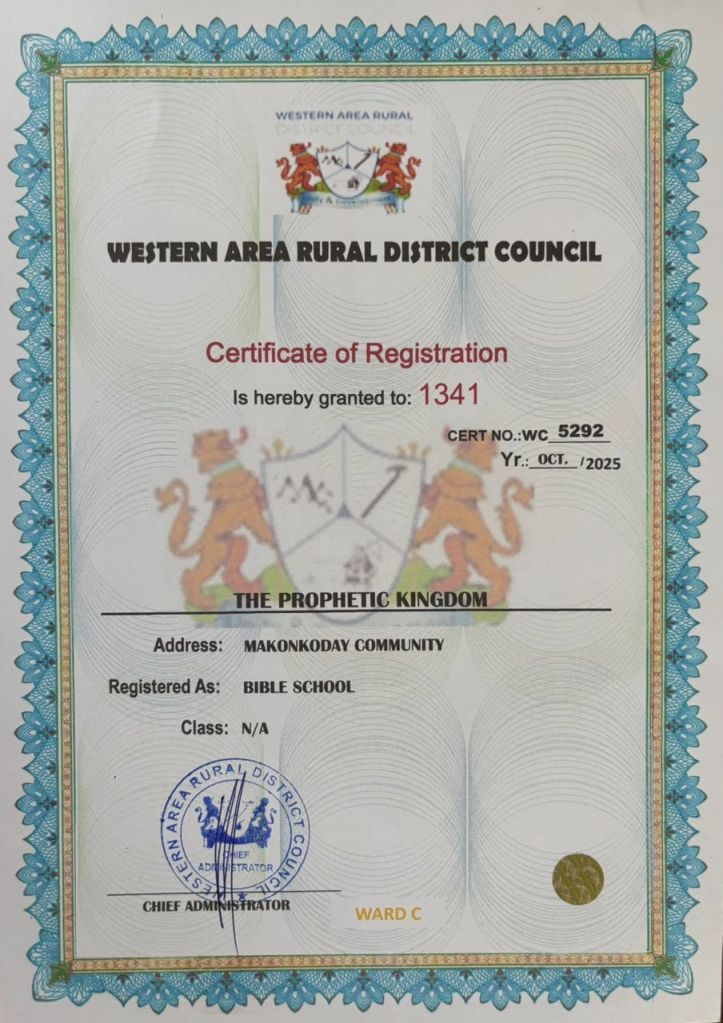 WESTERN AREA RURAL
DISTRICT COUNCIL
Unity & Development
WESTERN AREA RURAL DISTRICT COUNCIL
Certificate of Registration
Is hereby granted to: 1341
CERT NO.:WC 5292
Yr.: OCT. / 2025
THE PROPHETIC KINGDOM
Address: MAKONKODAY COMMUNITY
Registered As: BIBLE SCHOOL
Class: N/A
WESTERN AREA RURAL DISTRICT COUNCIL
CHIEF
ADMINISTRATOR
CHIEF ADMINISTRATOR
WARD C